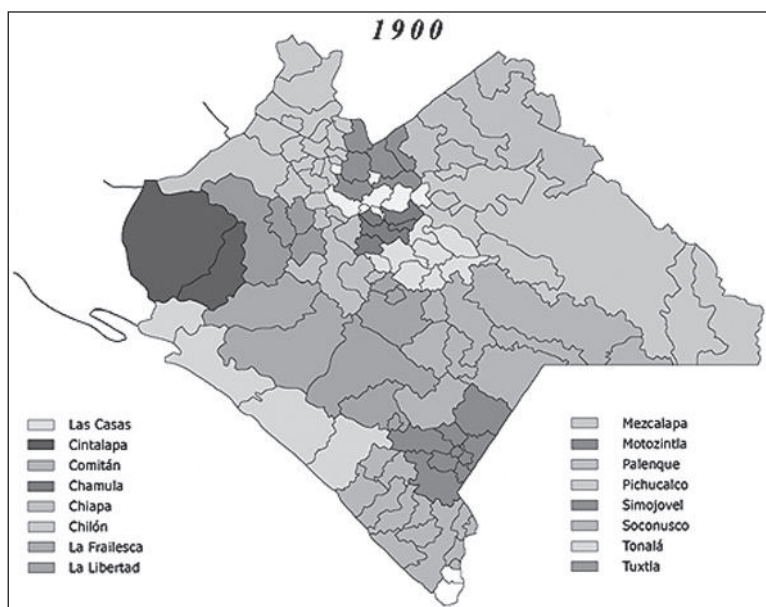 1900
Las Casas
Cintalapa
Comitán
Chamula
Chiapa
Chilón
La Frailesca
La Libertad
Mezcalapa
Motozintla
Palenque
Pichucalco
Simojovel
Soconusco
Tonalá
Tuxtla